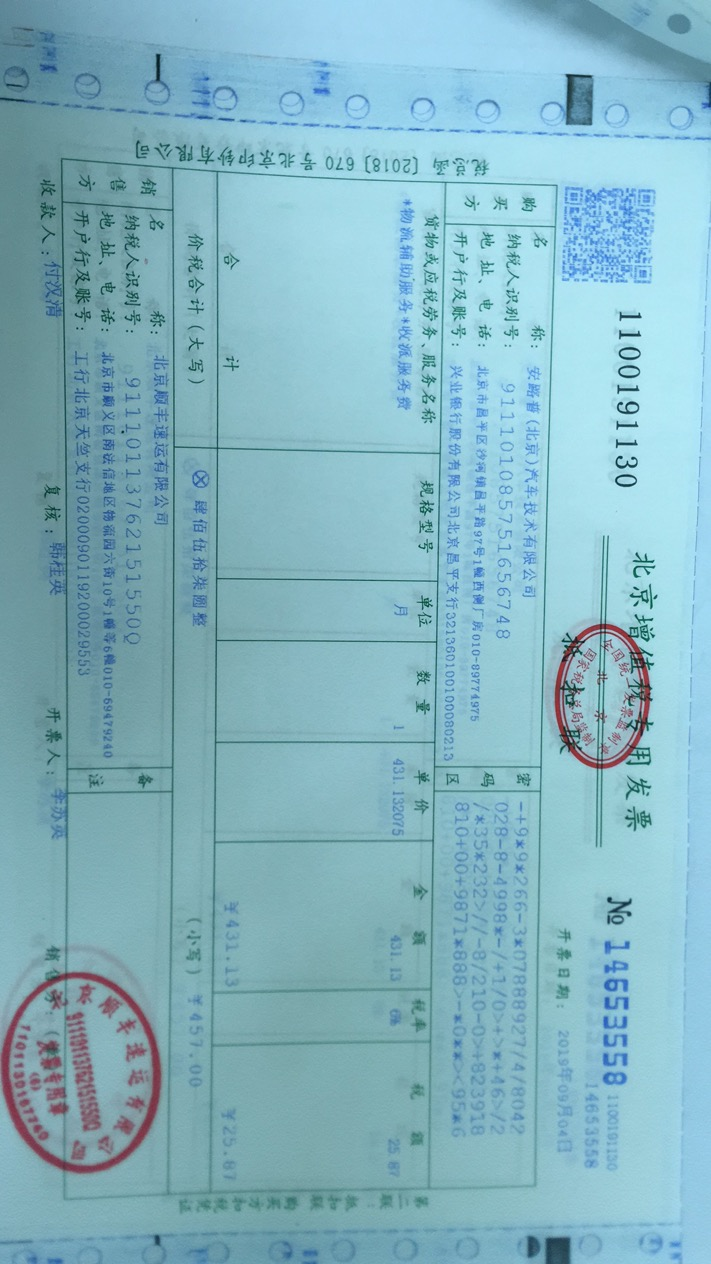 1100191130
北京增值税专用发票
抵扣联
全国统一发票监制章
北京
国家税务总局监制
№ 14653558
1100191130
14653558
开票日期: 2019年09月04日
税总函〔2018〕670号北京印钞有限公司
第二联:抵扣联 购买方扣税凭证
购买方
名 称: 安路普(北京)汽车技术有限公司
纳税人识别号: 911101085751656748
地 址、电 话: 北京市昌平区沙河镇昌平路97号1幢西侧厂房010-89774975
开户行及账号: 兴业银行股份有限公司北京昌平支行321360100100080213
密码区
-+9*9*266-3*07888927/4/8042
028-8-4998*-/+1/0>+>*+46>/2
/*35*232>//-8/210-0>+823918
810+00+9871*888>-*0**><95*6
货物或应税劳务、服务名称 规格型号 单位 数量 单价 金额 税率 税额
*物流辅助服务*收派服务费 月 1 431.132075 431.13 6% 25.87
合 计 ¥431.13 ¥25.87
价税合计(大写) ⊗肆佰伍拾柒圆整 (小写) ¥457.00
销售方
名 称: 北京顺丰速运有限公司
纳税人识别号: 91110113762151550Q
地 址、电 话: 北京市顺义区南法信地区物流园六街10号1幢等6幢010-69479240
开户行及账号: 工行北京天竺支行0200090119200029553
备注
收款人: 付汉清 复核: 韩桂英 开票人: 李苏英 销售方:(章)
北京顺丰速运有限公司
91110113762151550Q
发票专用章
(6)